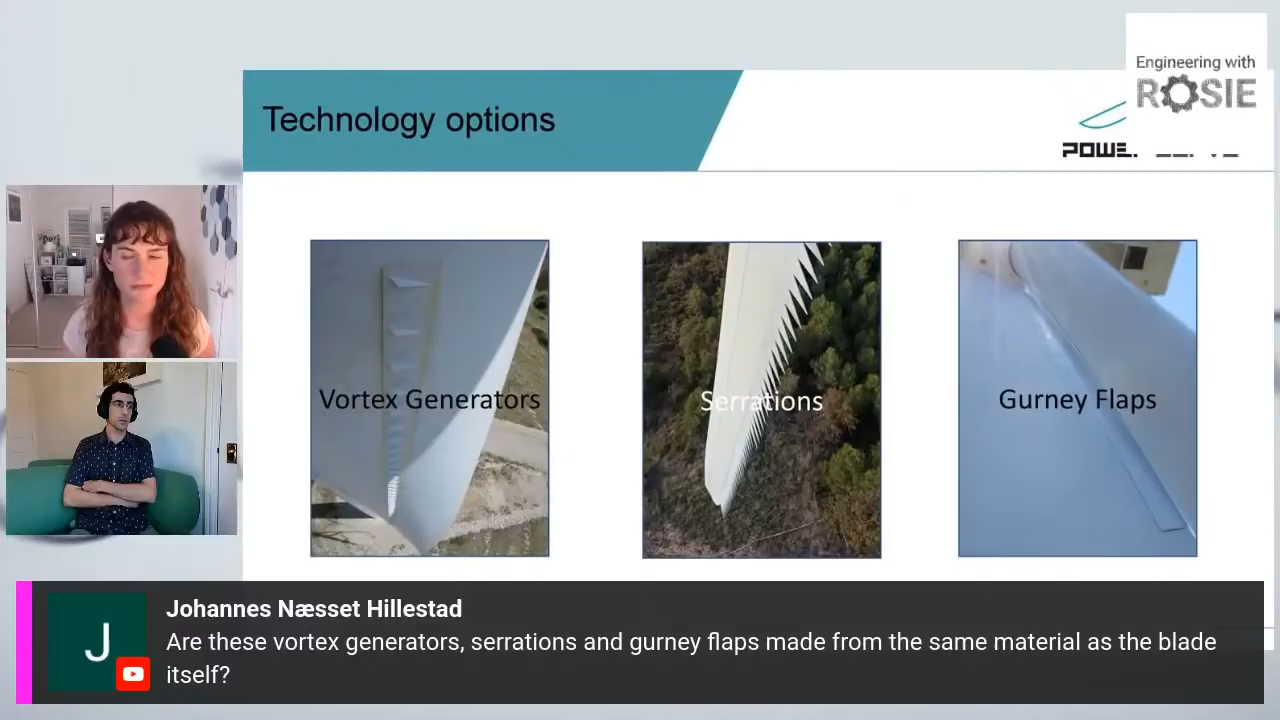 Engineering with
ROSIE
Technology options
Vortex Generators
Serrations
Gurney Flaps
J
Johannes Næsset Hillestad
Are these vortex generators, serrations and gurney flaps made from the same material as the blade
itself?